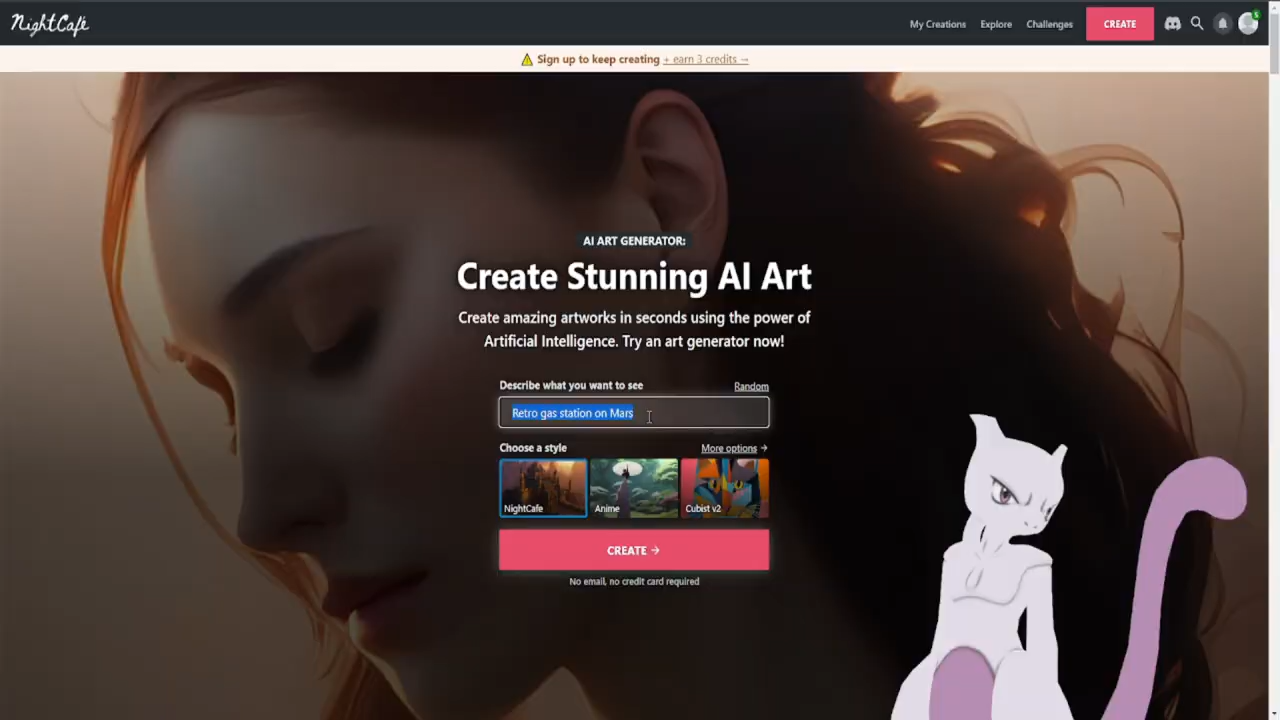 NightCafé
My Creations
Explore
Challenges
CREATE
5
Sign up to keep creating + earn 3 credits →
AI ART GENERATOR:
Create Stunning AI Art
Create amazing artworks in seconds using the power of
Artificial Intelligence. Try an art generator now!
Describe what you want to see
Random
Retro gas station on Mars
Choose a style
More options →
NightCafe
Anime
Cubist v2
CREATE →
No email, no credit card required